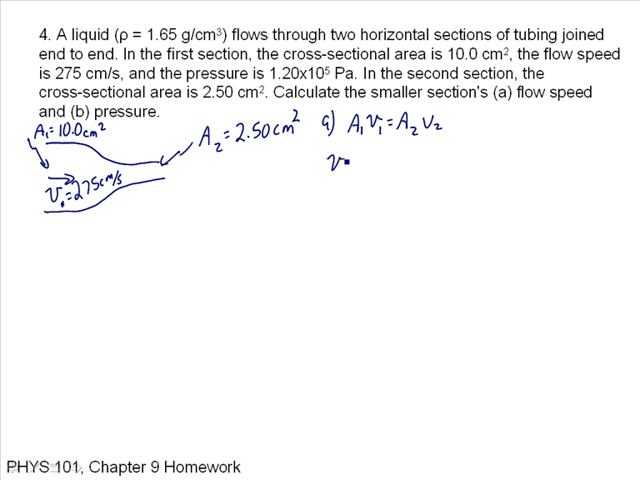 4. A liquid (ρ = 1.65 g/cm³) flows through two horizontal sections of tubing joined
end to end. In the first section, the cross-sectional area is 10.0 cm², the flow speed
is 275 cm/s, and the pressure is 1.20x10⁵ Pa. In the second section, the
cross-sectional area is 2.50 cm². Calculate the smaller section's (a) flow speed
and (b) pressure.
A₁=10.0cm²
A₂=2.50cm²
a) A₁v₁=A₂v₂
v₁=275cm/s
v
PHYS 101, Chapter 9 Homework